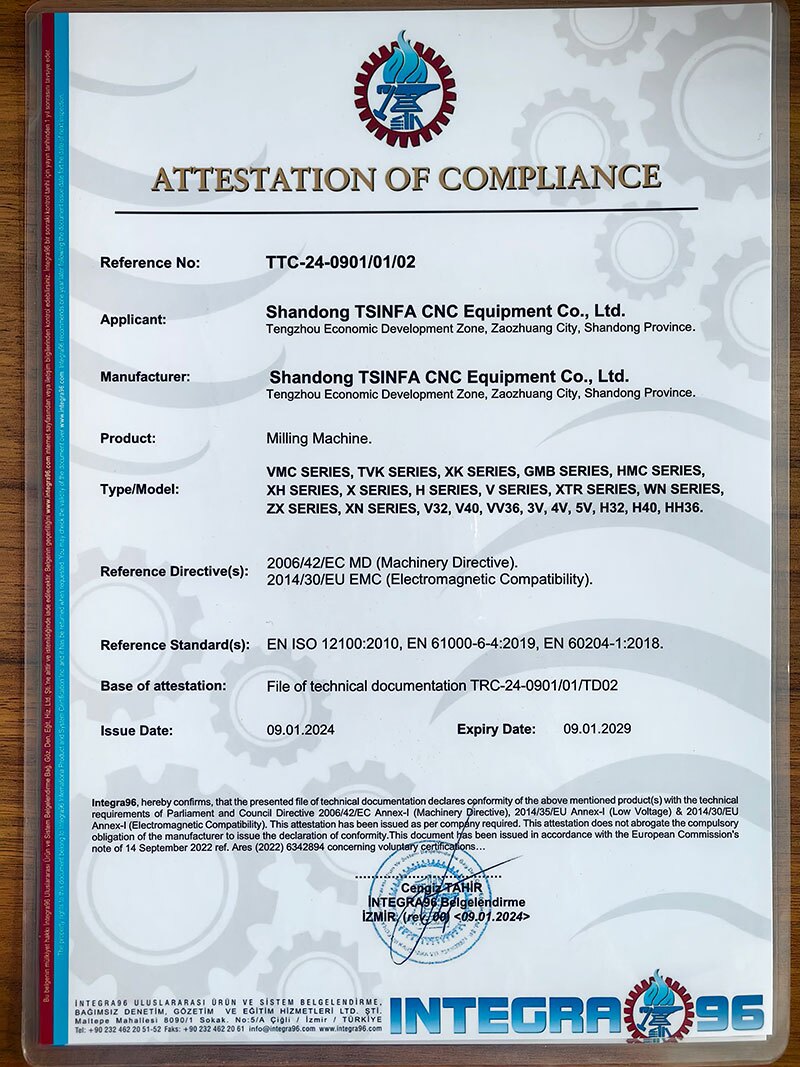 ATTESTATION OF COMPLIANCE
Reference No: TTC-24-0901/01/02
Applicant: Shandong TSINFA CNC Equipment Co., Ltd.
Tengzhou Economic Development Zone, Zaozhuang City, Shandong Province.
Manufacturer: Shandong TSINFA CNC Equipment Co., Ltd.
Tengzhou Economic Development Zone, Zaozhuang City, Shandong Province.
Product: Milling Machine.
Type/Model: VMC SERIES, TVK SERIES, XK SERIES, GMB SERIES, HMC SERIES,
XH SERIES, X SERIES, H SERIES, V SERIES, XTR SERIES, WN SERIES,
ZX SERIES, XN SERIES, V32, V40, VV36, 3V, 4V, 5V, H32, H40, HH36.
Reference Directive(s): 2006/42/EC MD (Machinery Directive).
2014/30/EU EMC (Electromagnetic Compatibility).
Reference Standard(s): EN ISO 12100:2010, EN 61000-6-4:2019, EN 60204-1:2018.
Base of attestation: File of technical documentation TRC-24-0901/01/TD02
Issue Date: 09.01.2024 Expiry Date: 09.01.2029
Integra96, hereby confirms, that the presented file of technical documentation declares conformity of the above mentioned product(s) with the technical
requirements of Parliament and Council Directive 2006/42/EC Annex-I (Machinery Directive), 2014/35/EU Annex-I (Low Voltage) & 2014/30/EU
Annex-I (Electromagnetic Compatibility). This attestation has been issued as per company required. This attestation does not abrogate the compulsory
obligation of the manufacturer to issue the declaration of conformity.This document has been issued in accordance with the European Commission's
note of 14 September 2022 ref. Ares (2022) 6342894 concerning voluntary certifications…
Cengiz TAHİR
İNTEGRA96 Belgelendirme
İZMİR, (rev. 00) <09.01.2024>
İNTEGRA96 ULUSLARARASI ÜRÜN VE SİSTEM BELGELENDİRME,
BAĞIMSIZ DENETİM, GÖZETİM VE EĞİTİM HİZMETLERİ LTD. ŞTİ.
Maltepe Mahallesi 8090/1 Sokak. No:5/A Çiğli / İzmir / TÜRKİYE
Tel: +90 232 462 20 51-52 Faks: +90 232 462 20 61 info@integra96.com www.integra96.com
INTEGRA 96